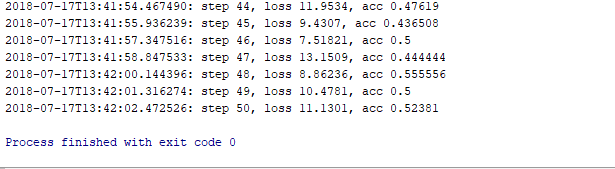 2018-07-17T13:41:54.467490: step 44, loss 11.9534, acc 0.47619
2018-07-17T13:41:55.936239: step 45, loss 9.4307, acc 0.436508
2018-07-17T13:41:57.347516: step 46, loss 7.51821, acc 0.5
2018-07-17T13:41:58.847533: step 47, loss 13.1509, acc 0.444444
2018-07-17T13:42:00.144396: step 48, loss 8.86236, acc 0.555556
2018-07-17T13:42:01.316274: step 49, loss 10.4781, acc 0.5
2018-07-17T13:42:02.472526: step 50, loss 11.1301, acc 0.52381
Process finished with exit code 0